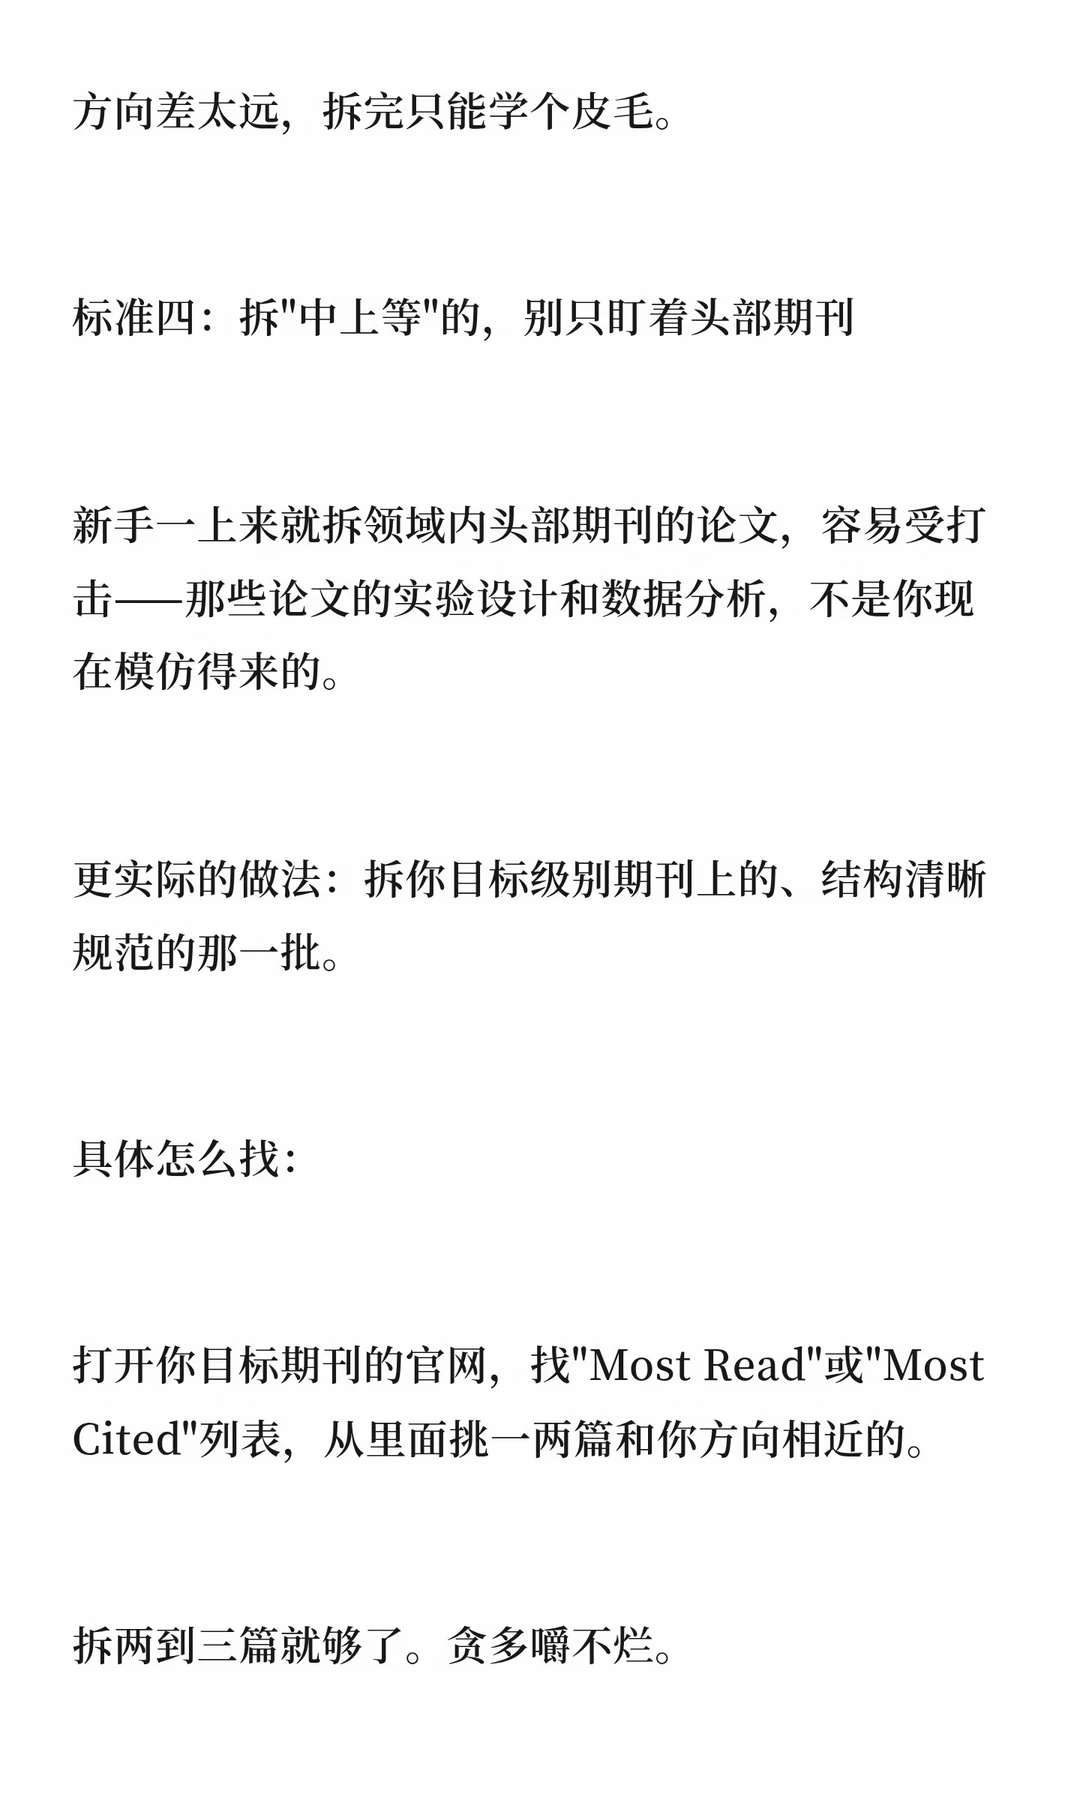 方向差太远，拆完只能学个皮毛。
标准四：拆"中上等"的，别只盯着头部期刊
新手一上来就拆领域内头部期刊的论文，容易受打
击——那些论文的实验设计和数据分析，不是你现
在模仿得来的。
更实际的做法：拆你目标级别期刊上的、结构清晰
规范的那一批。
具体怎么找：
打开你目标期刊的官网，找"Most Read"或"Most
Cited"列表，从里面挑一两篇和你方向相近的。
拆两到三篇就够了。贪多嚼不烂。